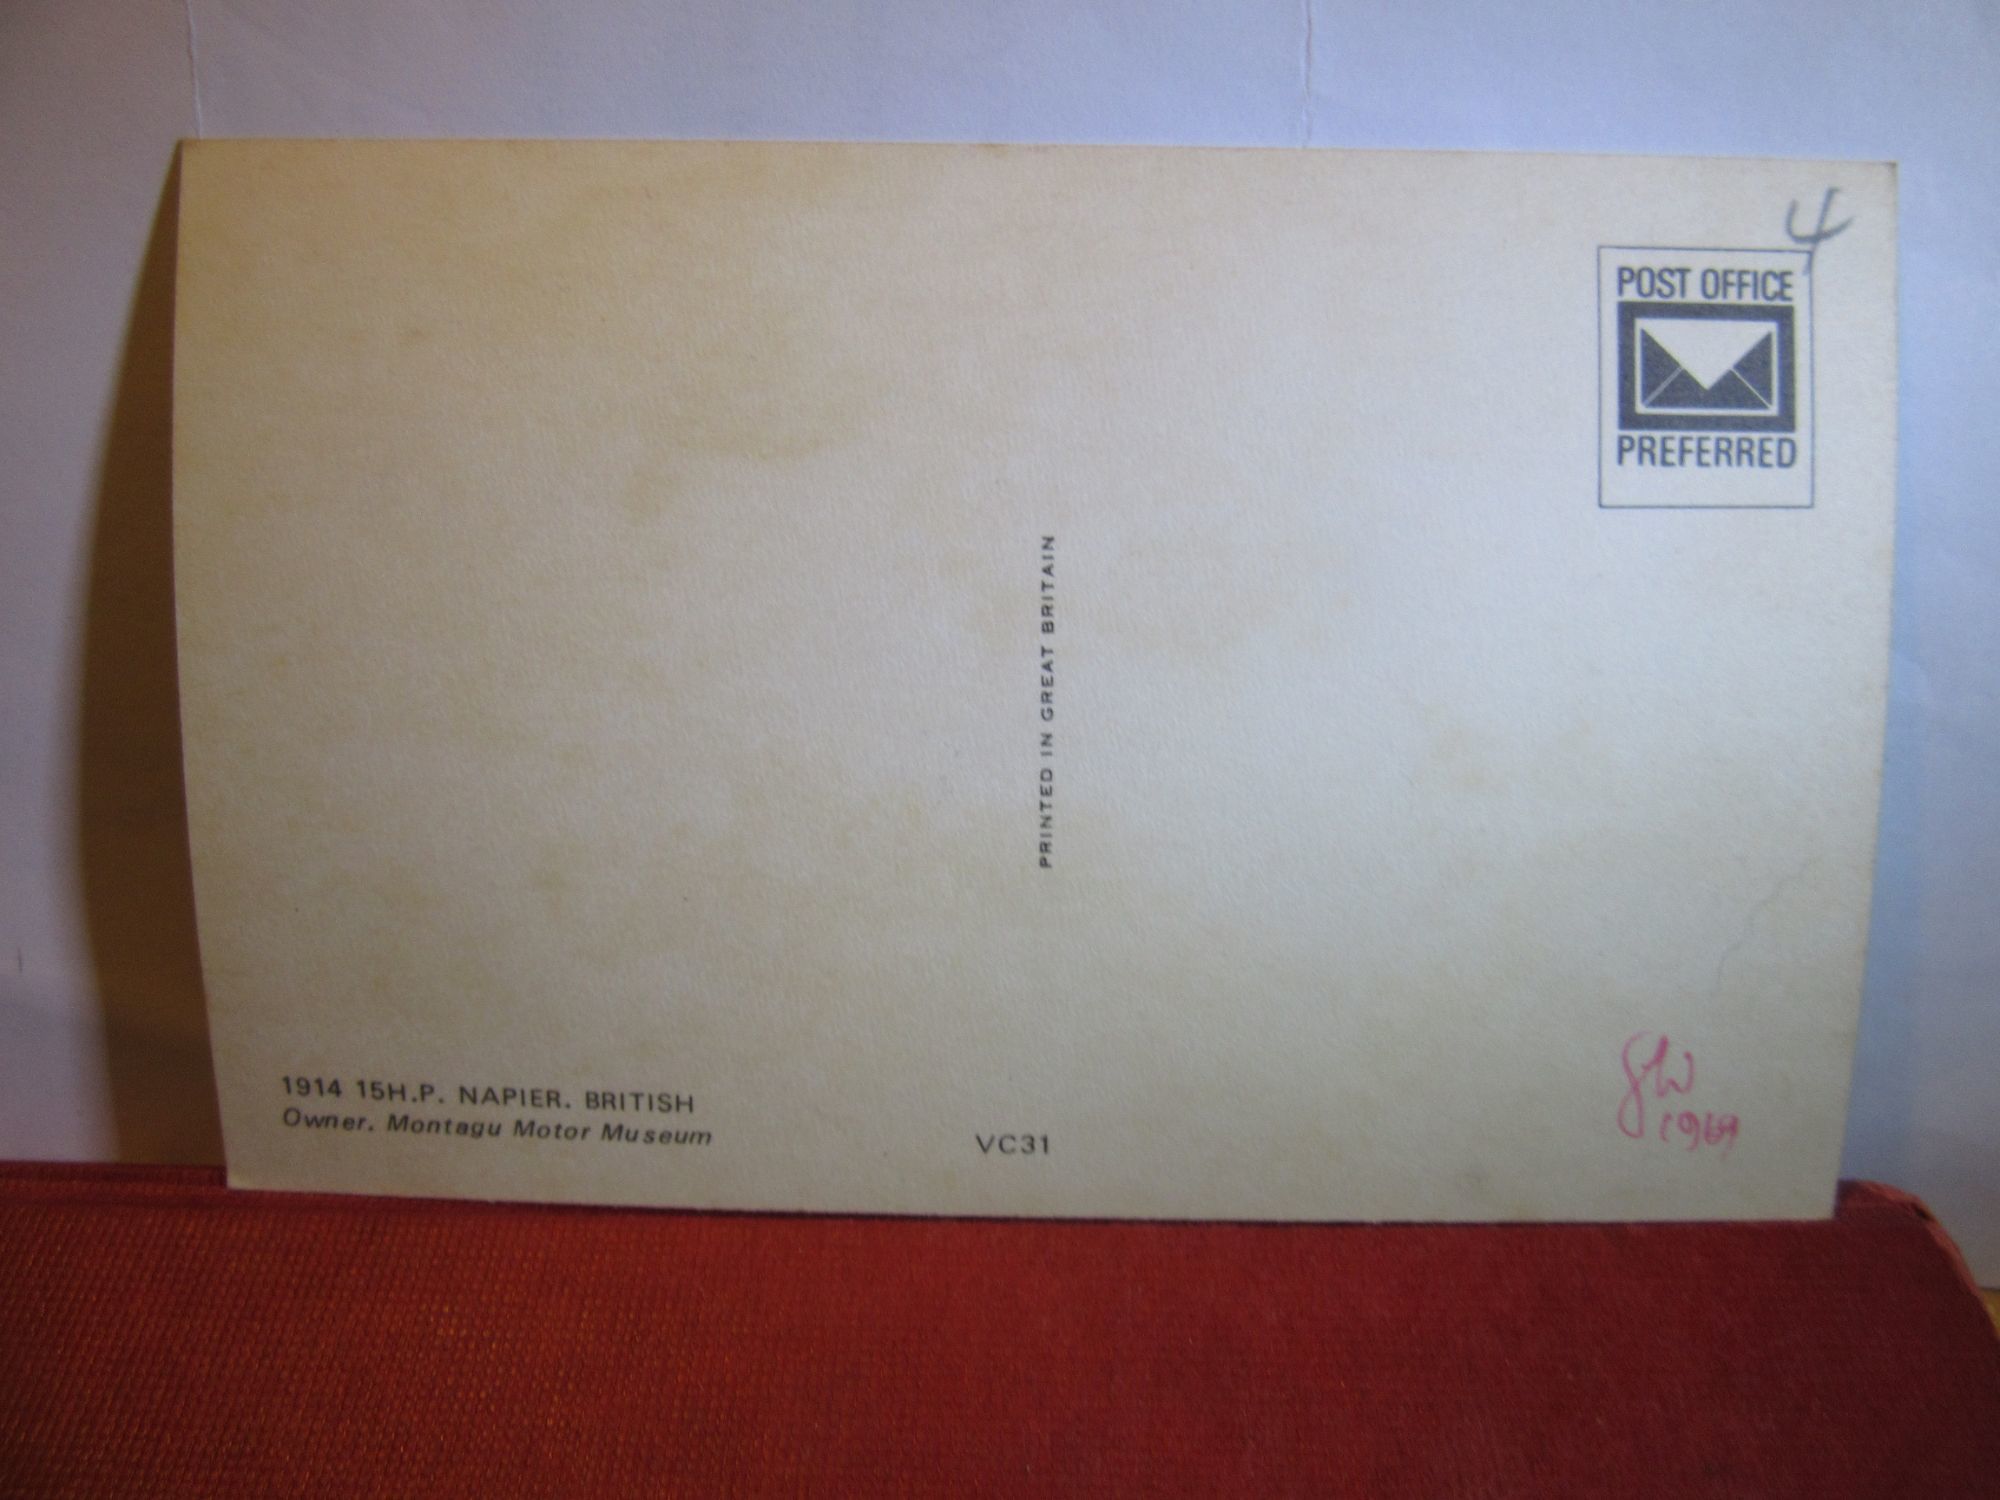 4
POST OFFICE
PREFERRED
PRINTED IN GREAT BRITAIN
1914 15H.P. NAPIER. BRITISH
Owner. Montagu Motor Museum
VC31
1969